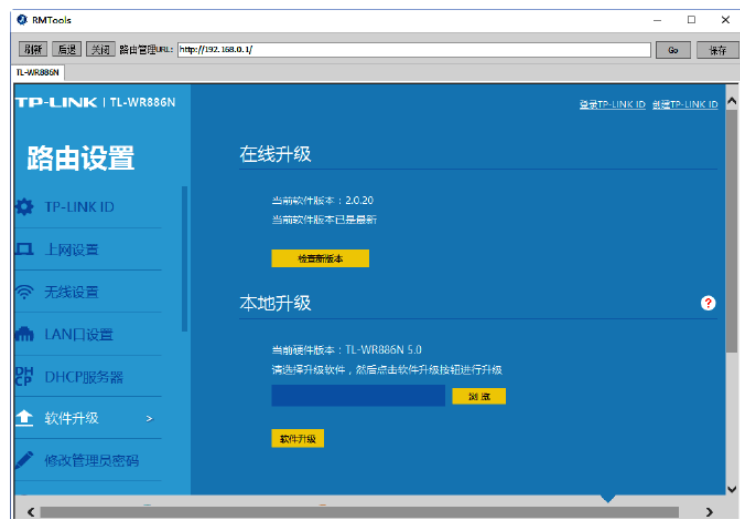 RMTools
刷新 后退 关闭 路由管理URL: http://192.168.0.1/ Go 保存
TL-WR886N
TP-LINK | TL-WR886N
登录TP-LINK ID 创建TP-LINK ID
路由设置
TP-LINK ID
上网设置
无线设置
LAN口设置
DHCP DHCP服务器
软件升级 >
修改管理员密码
在线升级
当前软件版本：2.0.20
当前软件版本已是最新
检查新版本
本地升级 ?
当前硬件版本：TL-WR886N 5.0
请选择升级软件，然后点击软件升级按钮进行升级
浏 览
软件升级